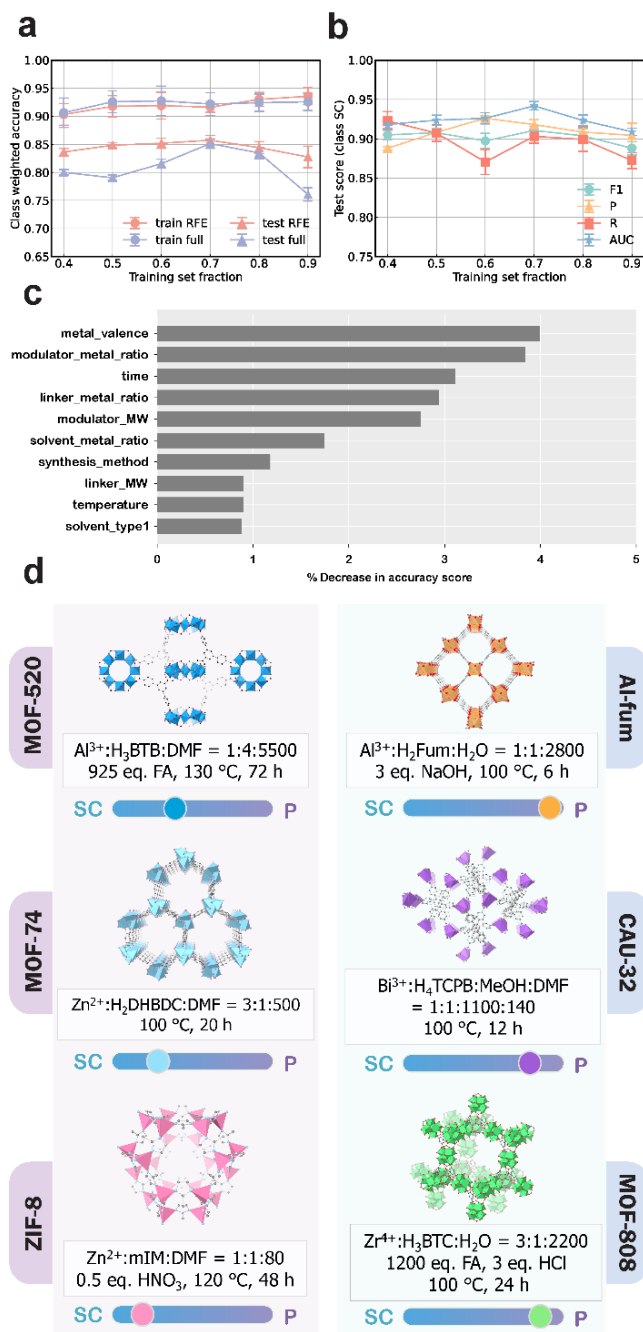 a
b
Class weighted accuracy
1.00
0.95
0.90
0.85
0.80
0.75
0.70
0.65
train RFE
test RFE
train full
test full
0.4 0.5 0.6 0.7 0.8 0.9
Training set fraction
Test score (class SC)
1.00
0.95
0.90
0.85
0.80
0.75
F1
P
R
AUC
0.4 0.5 0.6 0.7 0.8 0.9
Training set fraction
c
metal_valence
modulator_metal_ratio
time
linker_metal_ratio
modulator_MW
solvent_metal_ratio
synthesis_method
linker_MW
temperature
solvent_type1
0 1 2 3 4 5
% Decrease in accuracy score
d
MOF-520
Al³⁺:H₃BTB:DMF = 1:4:5500
925 eq. FA, 130 °C, 72 h
SC P
Al-fum
Al³⁺:H₂Fum:H₂O = 1:1:2800
3 eq. NaOH, 100 °C, 6 h
SC P
MOF-74
Zn²⁺:H₂DHBDC:DMF = 3:1:500
100 °C, 20 h
SC P
CAU-32
Bi³⁺:H₄TCPB:MeOH:DMF
= 1:1:1100:140
100 °C, 12 h
SC P
ZIF-8
Zn²⁺:mIM:DMF = 1:1:80
0.5 eq. HNO₃, 120 °C, 48 h
SC P
MOF-808
Zr⁴⁺:H₃BTC:H₂O = 3:1:2200
1200 eq. FA, 3 eq. HCl
100 °C, 24 h
SC P